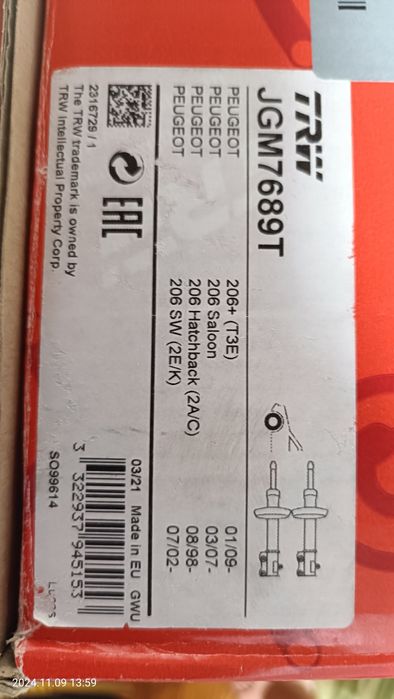 TRW
JGM7689T
PEUGEOT 206+ (T3E) 01/09-
PEUGEOT 206 Saloon 03/07-
PEUGEOT 206 Hatchback (2A/C) 08/98-
PEUGEOT 206 SW (2E/K) 07/02-
EAC
03/21 Made in EU GWU
2316729 / 1
The TRW trademark is owned by
TRW Intellectual Property Corp.
3 322937 945153
SO99614
2024.11.09 13:59